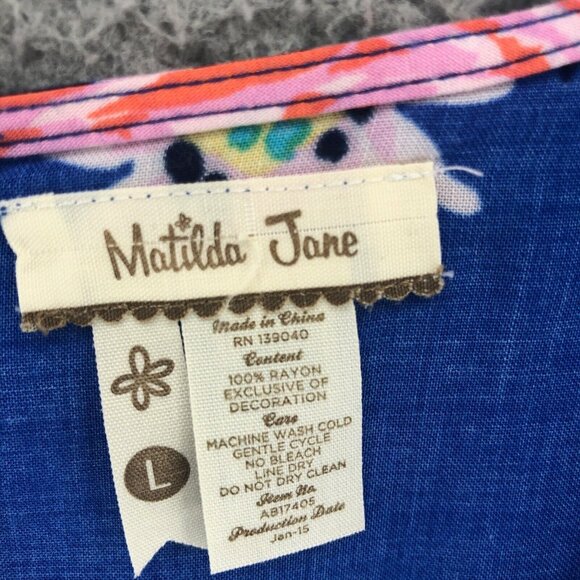 Matilda Jane
L
Made in China
RN 139040
Content
100% RAYON
EXCLUSIVE OF
DECORATION
Care
MACHINE WASH COLD
GENTLE CYCLE
NO BLEACH
LINE DRY
DO NOT DRY CLEAN
Item No.
AB17405
Production Date
Jan-15